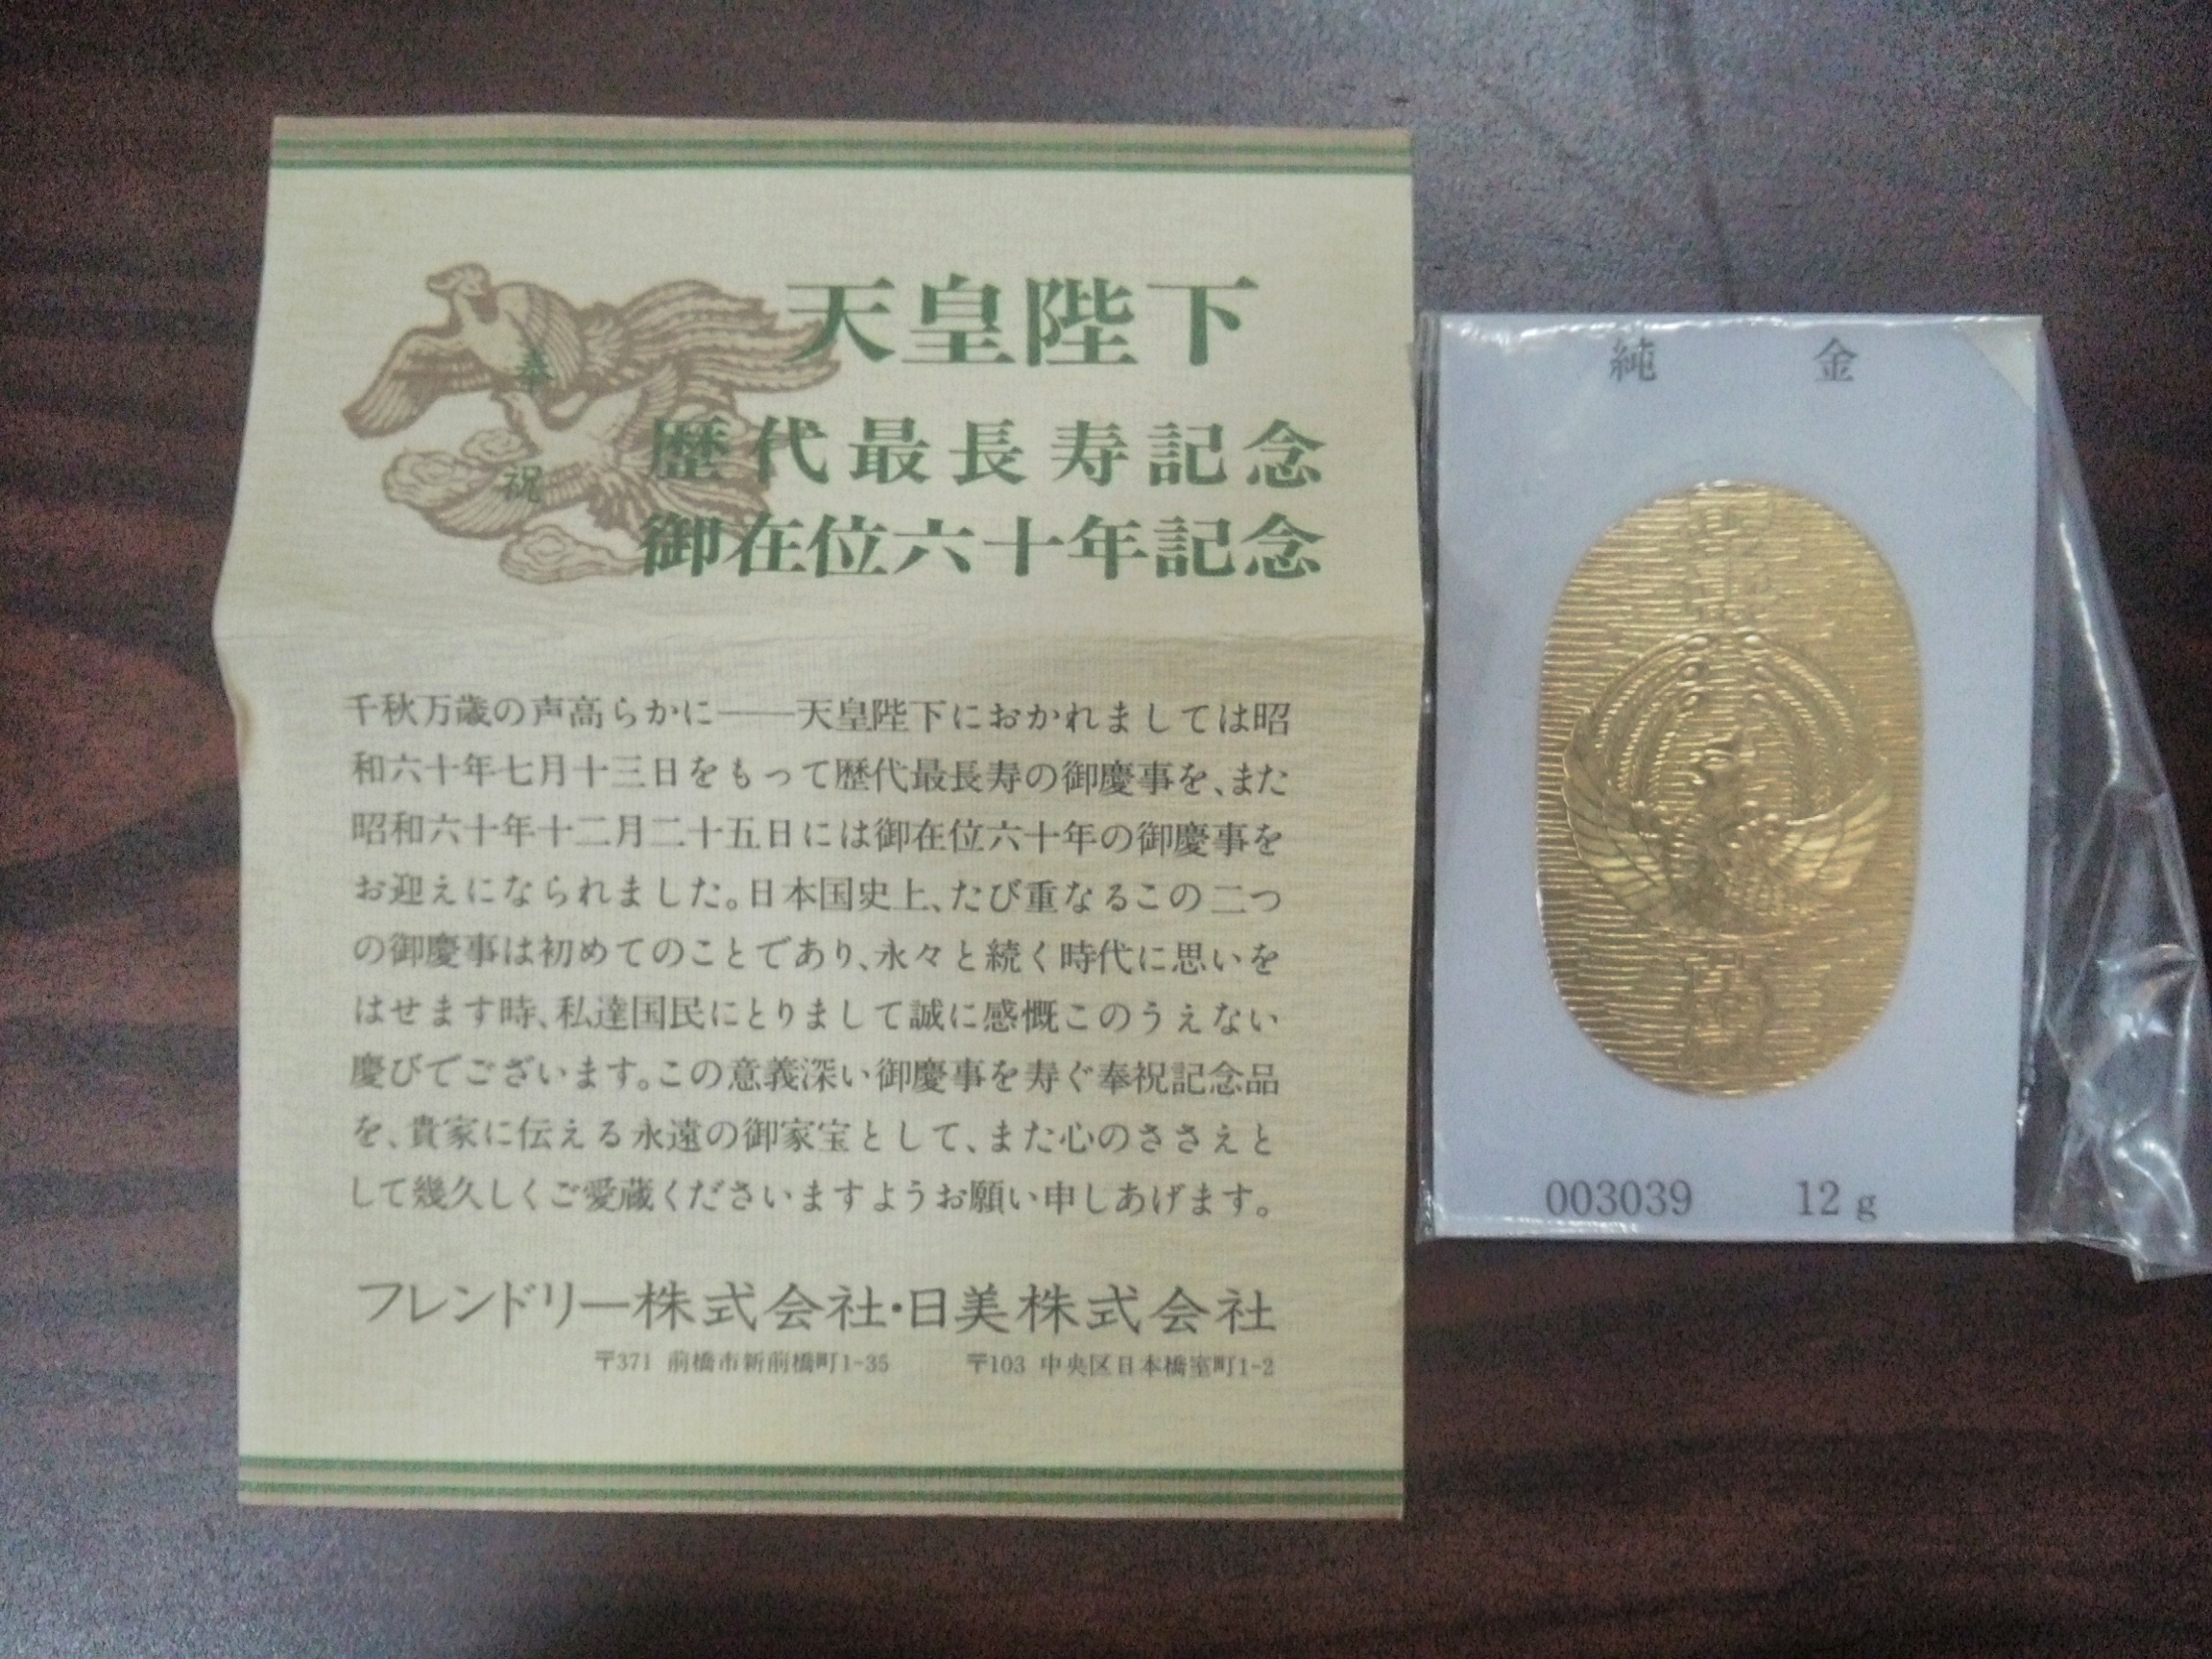 奉
祝
天皇陛下
歴代最長寿記念
御在位六十年記念
千秋万歳の声高らかに――天皇陛下におかれましては昭
和六十年七月十三日をもって歴代最長寿の御慶事を、また
昭和六十年十二月二十五日には御在位六十年の御慶事を
お迎えになられました。日本国史上、たび重なるこの二つ
の御慶事は初めてのことであり、永々と続く時代に思いを
はせます時、私達国民にとりまして誠に感慨このうえない
慶びでございます。この意義深い御慶事を寿ぐ奉祝記念品
を、貴家に伝える永遠の御家宝として、また心のささえと
して幾久しくご愛蔵くださいますようお願い申しあげます。
フレンドリー株式会社・日美株式会社
〒371 前橋市新前橋町1-35 〒103 中央区日本橋室町1-2
純金
003039 12g